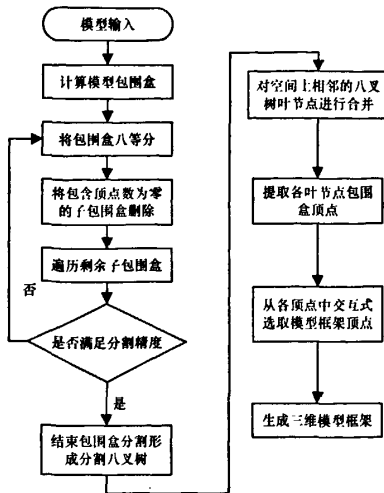 模型输入
计算模型包围盒
将包围盒八等分
将包含顶点数为零
的子包围盒删除
遍历剩余子包围盒
否
是否满足分割精度
是
结束包围盒分割形
成分割八叉树
对空间上相邻的八叉
树叶节点进行合并
提取各叶节点包围
盒顶点
从各顶点中交互式
选取模型框架顶点
生成三维模型框架